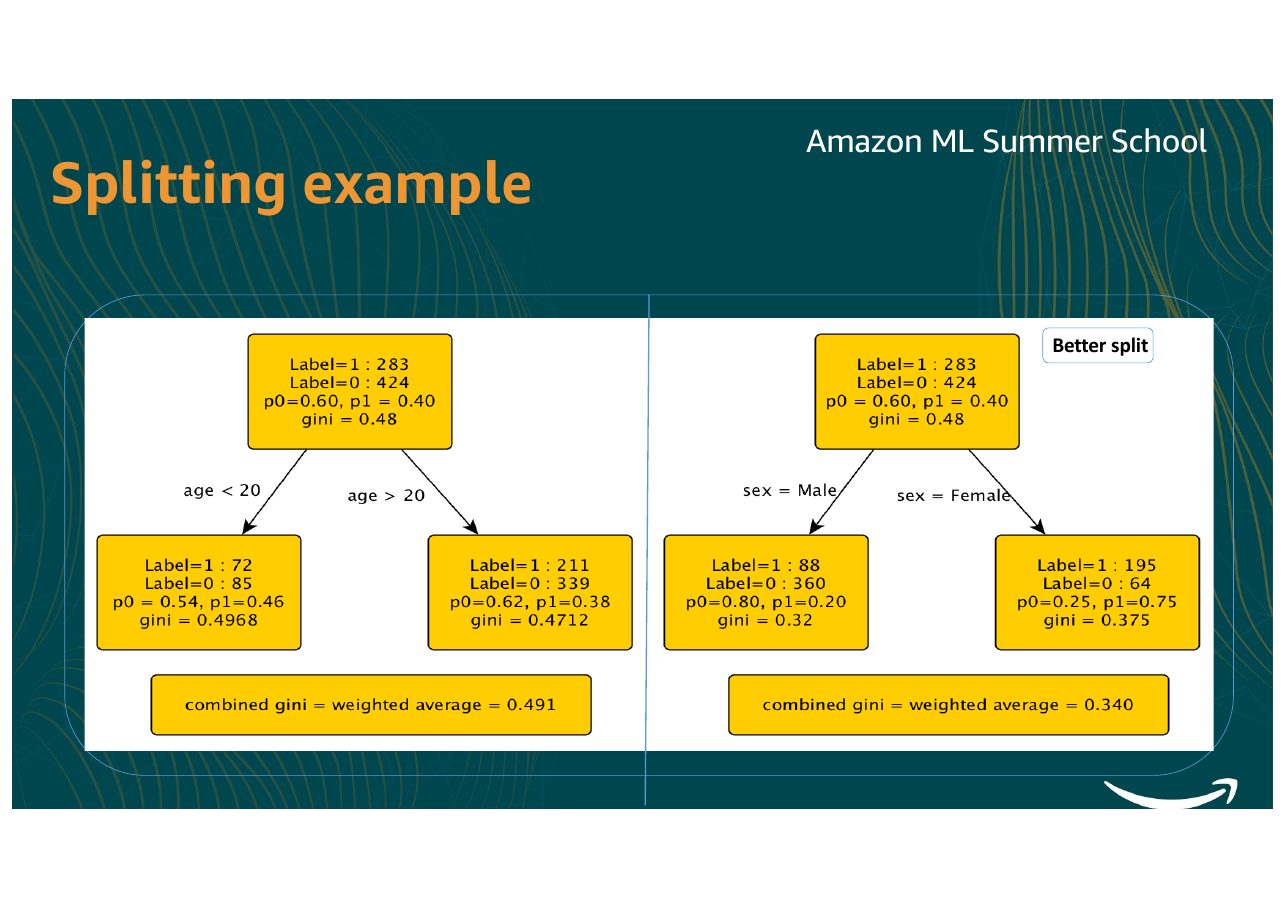 Amazon ML Summer School
Splitting example
Label=1 : 283
Label=0 : 424
p0=0.60, p1 = 0.40
gini = 0.48
age < 20
age > 20
Label=1 : 72
Label=0 : 85
p0 = 0.54, p1=0.46
gini = 0.4968
Label=1 : 211
Label=0 : 339
p0=0.62, p1=0.38
gini = 0.4712
combined gini = weighted average = 0.491
Better split
Label=1 : 283
Label=0 : 424
p0 = 0.60, p1 = 0.40
gini = 0.48
sex = Male
sex = Female
Label=1 : 88
Label=0 : 360
p0=0.80, p1=0.20
gini = 0.32
Label=1 : 195
Label=0 : 64
p0=0.25, p1=0.75
gini = 0.375
combined gini = weighted average = 0.340